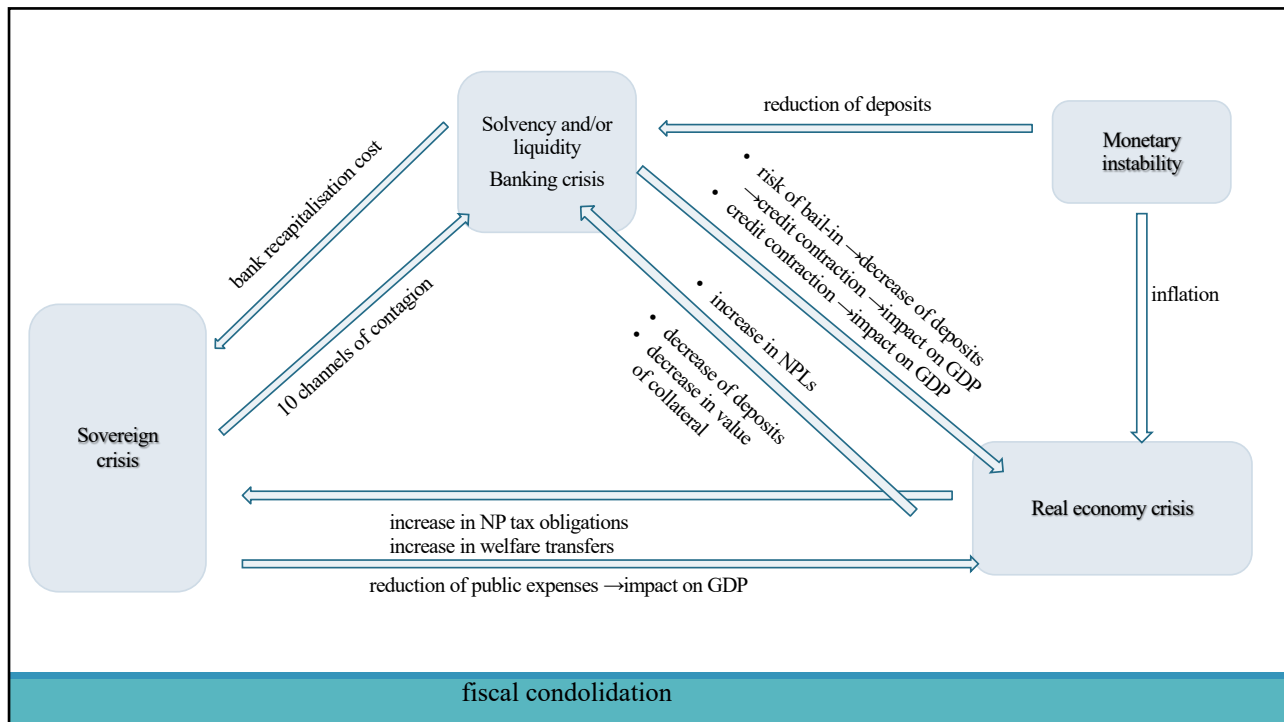 reduction of deposits
Solvency and/or
liquidity
Banking crisis
Monetary
instability
bank recapitalisation cost
10 channels of contagion
• risk of bail-in →decrease of deposits
→credit contraction →impact on GDP
• credit contraction →impact on GDP
inflation
• increase in NPLs
• decrease of deposits
• decrease in value
of collateral
Sovereign
crisis
Real economy crisis
increase in NP tax obligations
increase in welfare transfers
reduction of public expenses →impact on GDP
fiscal condolidation